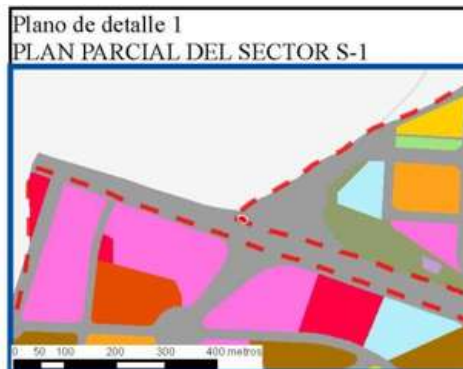 Plano de detalle 1
PLAN PARCIAL DEL SECTOR S-1
0 50 100 200 300 400 metros